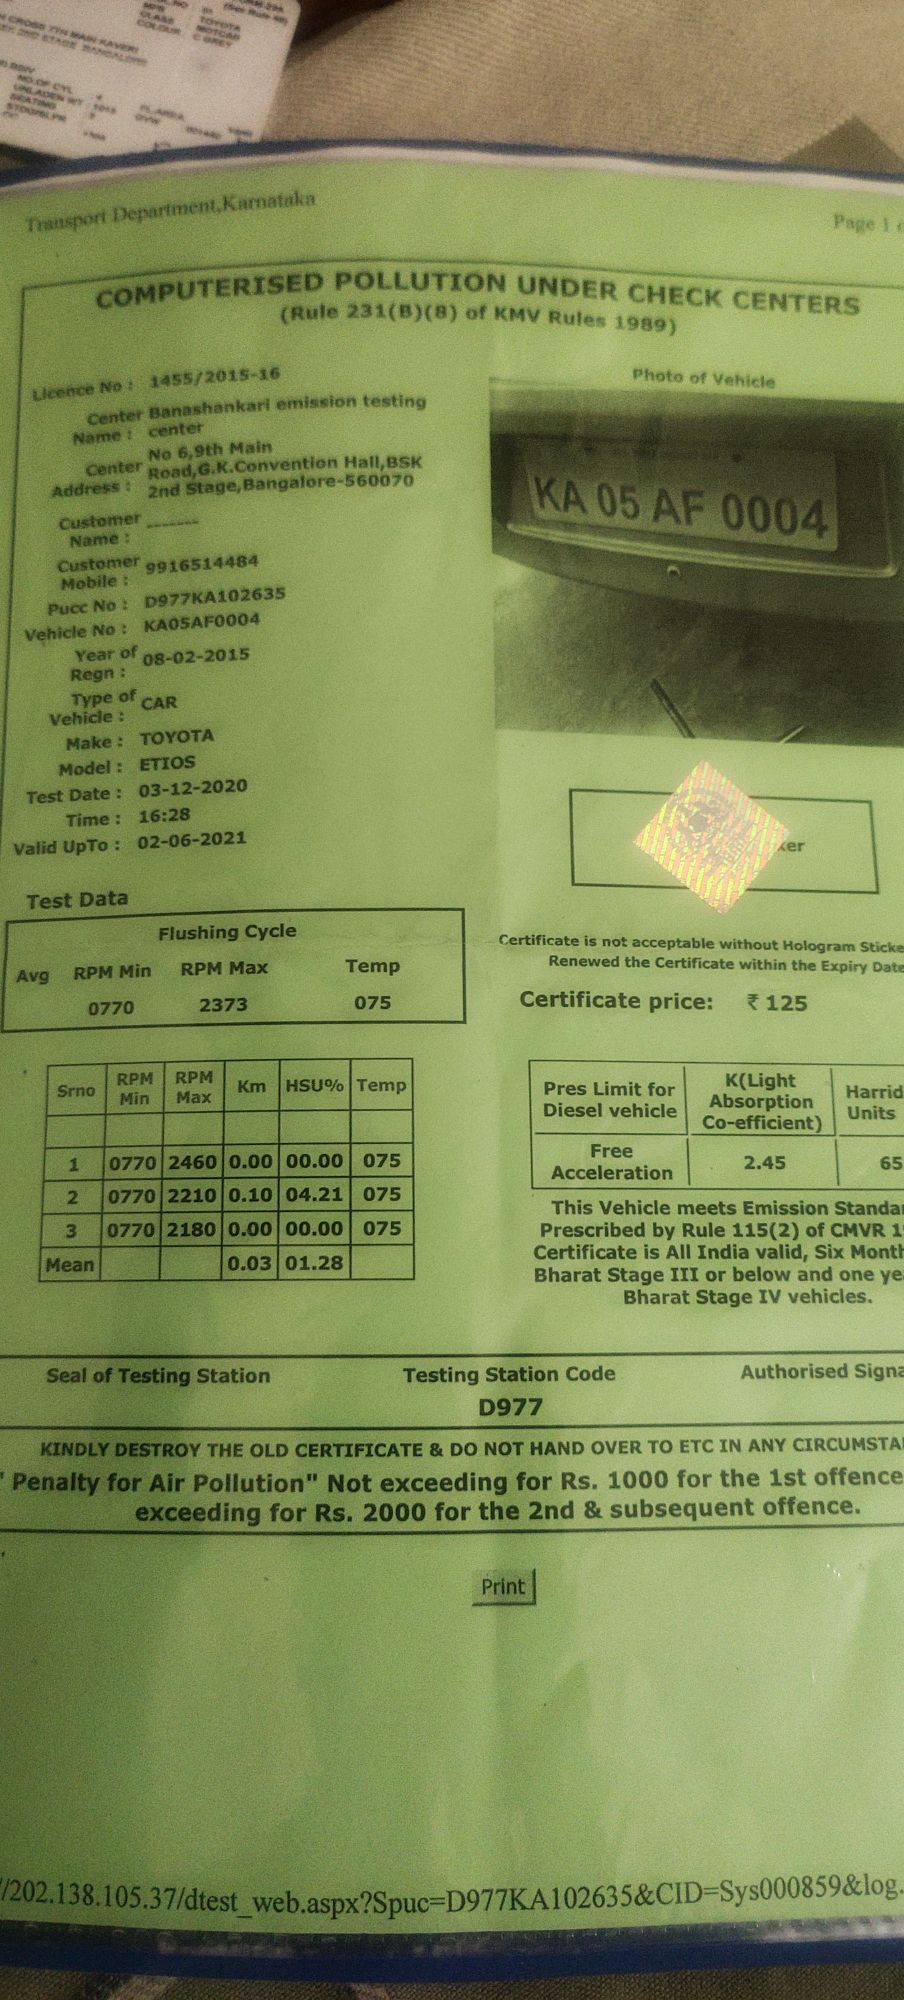 COLOUR
TOYOTA
C GREY
NO.OF CYL
UNLADEN WT
SEATING
Transport Department,Karnataka
Page 1
COMPUTERISED POLLUTION UNDER CHECK CENTERS
(Rule 231(B)(8) of KMV Rules 1989)
Licence No : 1455/2015-16
Center Name : Banashankari emission testing
center
Center Address : No 6,9th Main
Road,G.K.Convention Hall,BSK
2nd Stage,Bangalore-560070
Customer Name : -------
Customer Mobile : 9916514484
Pucc No : D977KA102635
Vehicle No : KA05AF0004
Year of Regn : 08-02-2015
Type of Vehicle : CAR
Make : TOYOTA
Model : ETIOS
Test Date : 03-12-2020
Time : 16:28
Valid UpTo : 02-06-2021
Photo of Vehicle
KA 05 AF 0004
ker
Certificate is not acceptable without Hologram Sticke
Renewed the Certificate within the Expiry Date
Certificate price: ₹ 125
Test Data
Flushing Cycle
Avg RPM Min RPM Max Temp
0770 2373 075
Srno RPM Min RPM Max Km HSU% Temp
1 0770 2460 0.00 00.00 075
2 0770 2210 0.10 04.21 075
3 0770 2180 0.00 00.00 075
Mean 0.03 01.28
Pres Limit for Diesel vehicle K(Light Absorption Co-efficient) Harrid Units
Free Acceleration 2.45 65
This Vehicle meets Emission Standar
Prescribed by Rule 115(2) of CMVR 1
Certificate is All India valid, Six Month
Bharat Stage III or below and one ye
Bharat Stage IV vehicles.
Seal of Testing Station Testing Station Code Authorised Signa
D977
KINDLY DESTROY THE OLD CERTIFICATE & DO NOT HAND OVER TO ETC IN ANY CIRCUMSTA
" Penalty for Air Pollution" Not exceeding for Rs. 1000 for the 1st offence
exceeding for Rs. 2000 for the 2nd & subsequent offence.
Print
//202.138.105.37/dtest_web.aspx?Spuc=D977KA102635&CID=Sys000859&log.